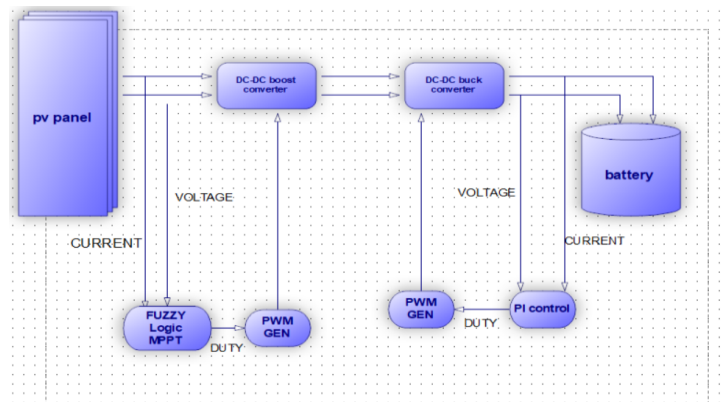 pv panel
DC-DC boost
converter
DC-DC buck
converter
battery
VOLTAGE
CURRENT
VOLTAGE
CURRENT
FUZZY
Logic
MPPT
DUTY
PWM
GEN
PWM
GEN
DUTY
PI control